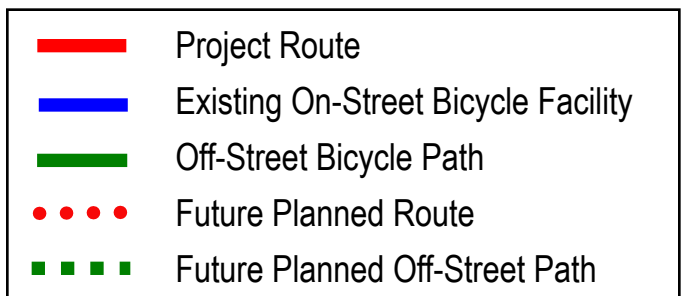 Project Route
Existing On-Street Bicycle Facility
Off-Street Bicycle Path
Future Planned Route
Future Planned Off-Street Path